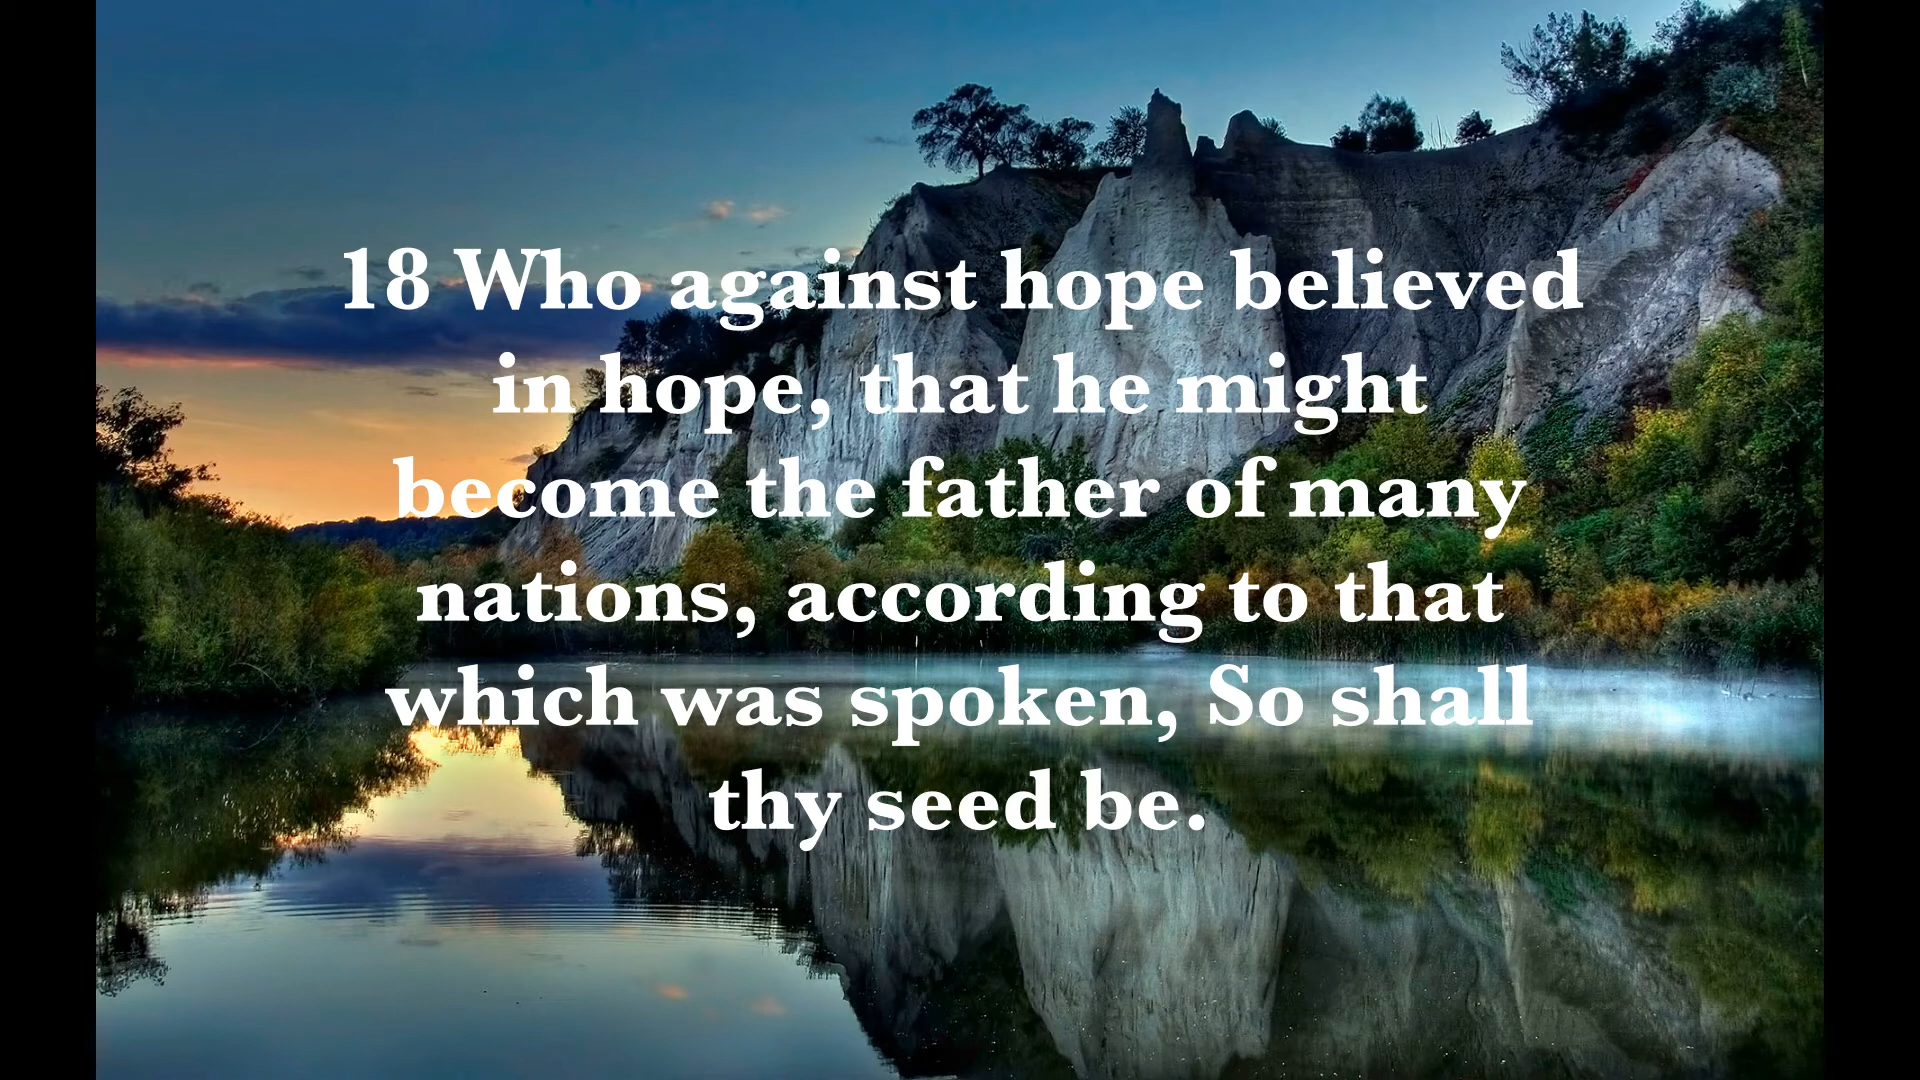 18 Who against hope believed
in hope, that he might
become the father of many
nations, according to that
which was spoken, So shall
thy seed be.